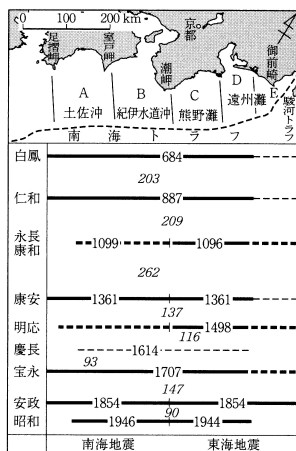 0 100 200 km
京都
足摺岬
室戸岬
潮岬
御前崎
A B C D E
土佐沖 紀伊水道沖 熊野灘 遠州灘
駿河トラフ
南海トラフ
白鳳 684
203
仁和 887
209
永長
康和 1099 1096
262
康安 1361 1361
137
明応 1498
116
慶長 1614
93
宝永 1707
147
安政 1854 1854
90
昭和 1946 1944
南海地震 東海地震